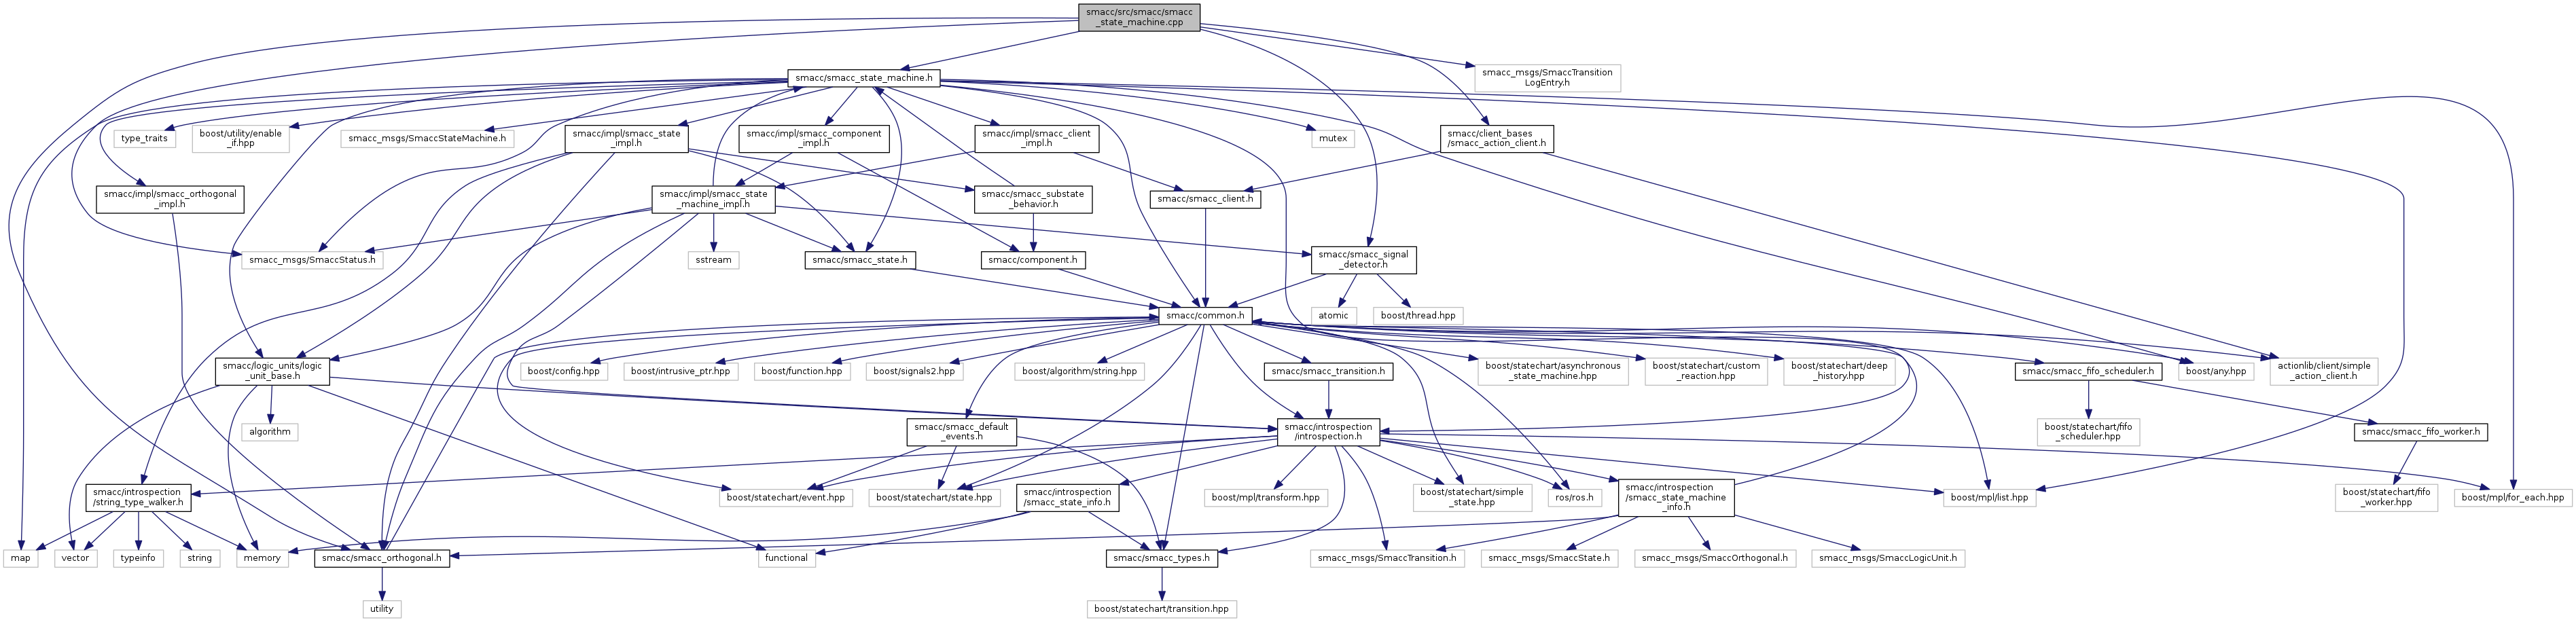 smacc/src/smacc/smacc
_state_machine.cpp
smacc/smacc_state_machine.h
smacc_msgs/SmaccTransition
LogEntry.h
type_traits
boost/utility/enable
_if.hpp
smacc_msgs/SmaccStateMachine.h
smacc/impl/smacc_state
_impl.h
smacc/impl/smacc_component
_impl.h
smacc/impl/smacc_client
_impl.h
mutex
smacc/client_bases
/smacc_action_client.h
smacc/impl/smacc_orthogonal
_impl.h
smacc/impl/smacc_state
_machine_impl.h
smacc/smacc_substate
_behavior.h
smacc/smacc_client.h
smacc_msgs/SmaccStatus.h
sstream
smacc/smacc_state.h
smacc/component.h
smacc/smacc_signal
_detector.h
smacc/common.h
atomic
boost/thread.hpp
smacc/logic_units/logic
_unit_base.h
boost/config.hpp
boost/intrusive_ptr.hpp
boost/function.hpp
boost/signals2.hpp
boost/algorithm/string.hpp
smacc/smacc_transition.h
boost/statechart/asynchronous
_state_machine.hpp
boost/statechart/custom
_reaction.hpp
boost/statechart/deep
_history.hpp
smacc/smacc_fifo_scheduler.h
boost/any.hpp
actionlib/client/simple
_action_client.h
algorithm
smacc/smacc_default
_events.h
smacc/introspection
/introspection.h
boost/statechart/fifo
_scheduler.hpp
smacc/smacc_fifo_worker.h
smacc/introspection
/string_type_walker.h
boost/statechart/event.hpp
boost/statechart/state.hpp
smacc/introspection
/smacc_state_info.h
boost/mpl/transform.hpp
boost/statechart/simple
_state.hpp
ros/ros.h
smacc/introspection
/smacc_state_machine
_info.h
boost/mpl/list.hpp
boost/statechart/fifo
_worker.hpp
boost/mpl/for_each.hpp
map
vector
typeinfo
string
memory
smacc/smacc_orthogonal.h
functional
smacc/smacc_types.h
smacc_msgs/SmaccTransition.h
smacc_msgs/SmaccState.h
smacc_msgs/SmaccOrthogonal.h
smacc_msgs/SmaccLogicUnit.h
utility
boost/statechart/transition.hpp